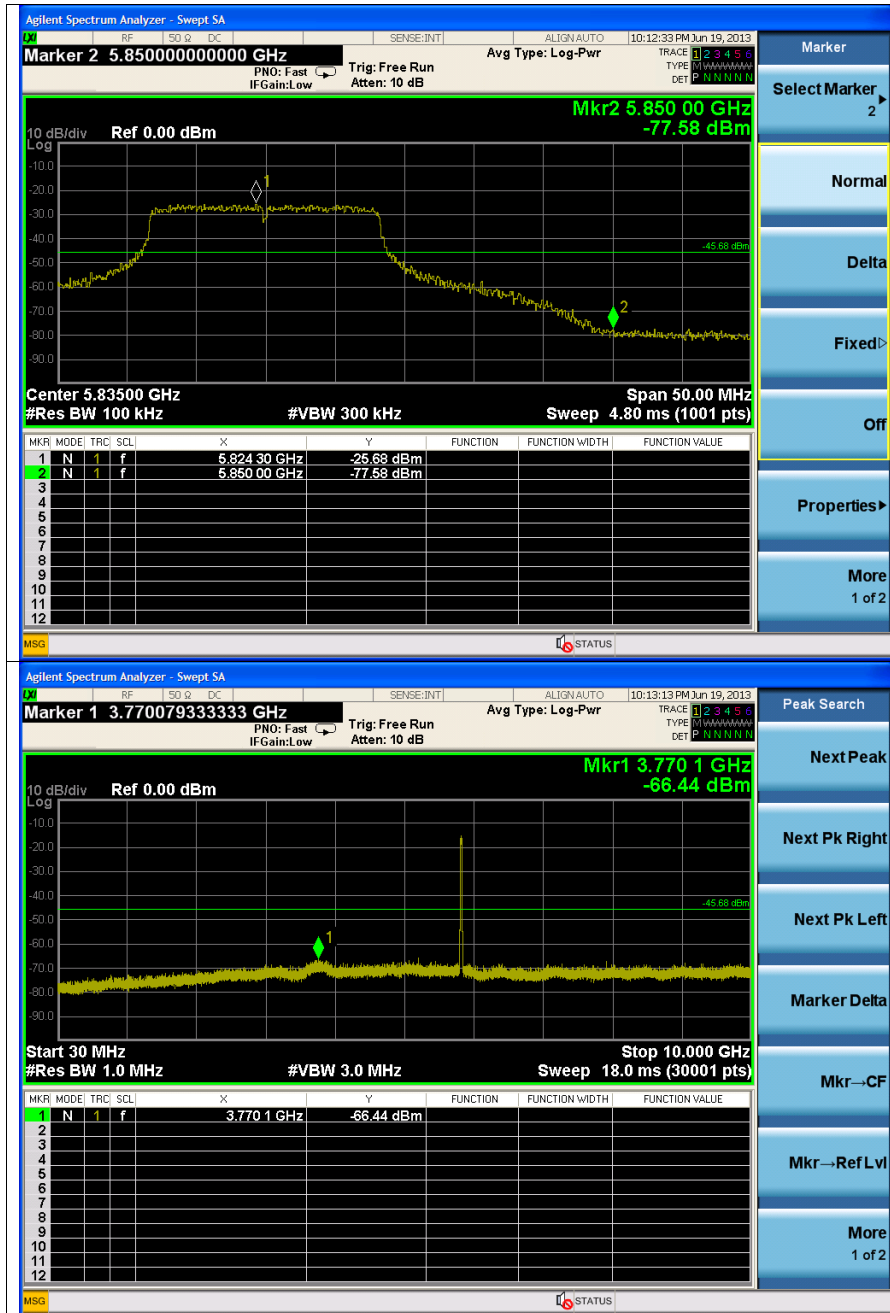 Agilent Spectrum Analyzer - Swept SA
LXI RF 50 Ω DC SENSE:INT ALIGN AUTO 10:12:33 PM Jun 19, 2013
Marker 2 5.850000000000 GHz
PNO: Fast
IFGain:Low
Trig: Free Run
Atten: 10 dB
Avg Type: Log-Pwr
TRACE 1 2 3 4 5 6
TYPE M WWWWW
DET P N N N N N
Mkr2 5.850 00 GHz
-77.58 dBm
10 dB/div Ref 0.00 dBm
Log
-10.0
-20.0
-30.0
-40.0
-50.0
-60.0
-70.0
-80.0
-90.0
1
-45.68 dBm
2
Center 5.83500 GHz Span 50.00 MHz
#Res BW 100 kHz #VBW 300 kHz Sweep 4.80 ms (1001 pts)
MKR MODE TRC SCL X Y FUNCTION FUNCTION WIDTH FUNCTION VALUE
1 N 1 f 5.824 30 GHz -25.68 dBm
2 N 1 f 5.850 00 GHz -77.58 dBm
3
4
5
6
7
8
9
10
11
12
MSG STATUS
Marker
Select Marker
2
Normal
Delta
Fixed
Off
Properties
More
1 of 2
Agilent Spectrum Analyzer - Swept SA
LXI RF 50 Ω DC SENSE:INT ALIGN AUTO 10:13:13 PM Jun 19, 2013
Marker 1 3.770079333333 GHz
PNO: Fast
IFGain:Low
Trig: Free Run
Atten: 10 dB
Avg Type: Log-Pwr
TRACE 1 2 3 4 5 6
TYPE M WWWWW
DET P N N N N N
Mkr1 3.770 1 GHz
-66.44 dBm
10 dB/div Ref 0.00 dBm
Log
-10.0
-20.0
-30.0
-40.0
-50.0
-60.0
-70.0
-80.0
-90.0
-45.68 dBm
1
Start 30 MHz Stop 10.000 GHz
#Res BW 1.0 MHz #VBW 3.0 MHz Sweep 18.0 ms (30001 pts)
MKR MODE TRC SCL X Y FUNCTION FUNCTION WIDTH FUNCTION VALUE
1 N 1 f 3.770 1 GHz -66.44 dBm
2
3
4
5
6
7
8
9
10
11
12
MSG STATUS
Peak Search
Next Peak
Next Pk Right
Next Pk Left
Marker Delta
Mkr→CF
Mkr→Ref Lvl
More
1 of 2